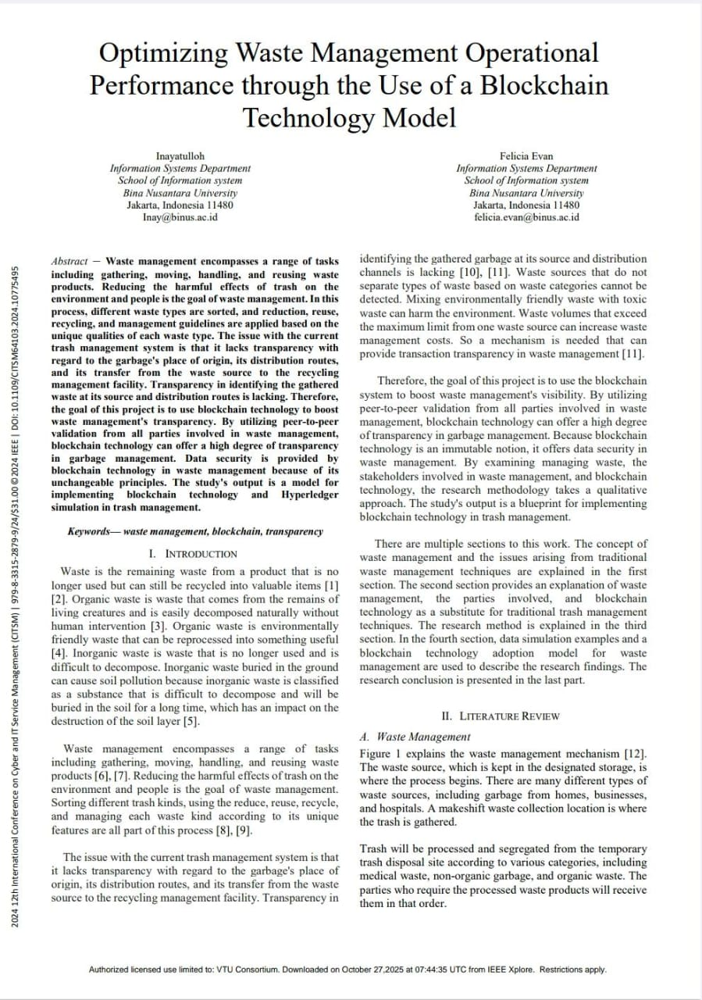 Optimizing Waste Management Operational
Performance through the Use of a Blockchain
Technology Model
Inayatulloh
Information Systems Department
School of Information system
Bina Nusantara University
Jakarta, Indonesia 11480
Inay@binus.ac.id
Felicia Evan
Information Systems Department
School of Information system
Bina Nusantara University
Jakarta, Indonesia 11480
felicia.evan@binus.ac.id
Abstract — Waste management encompasses a range of tasks
including gathering, moving, handling, and reusing waste
products. Reducing the harmful effects of trash on the
environment and people is the goal of waste management. In this
process, different waste types are sorted, and reduction, reuse,
recycling, and management guidelines are applied based on the
unique qualities of each waste type. The issue with the current
trash management system is that it lacks transparency with
regard to the garbage's place of origin, its distribution routes,
and its transfer from the waste source to the recycling
management facility. Transparency in identifying the gathered
waste at its source and distribution routes is lacking. Therefore,
the goal of this project is to use blockchain technology to boost
waste management's transparency. By utilizing peer-to-peer
validation from all parties involved in waste management,
blockchain technology can offer a high degree of transparency
in garbage management. Data security is provided by
blockchain technology in waste management because of its
unchangeable principles. The study's output is a model for
implementing blockchain technology and Hyperledger
simulation in trash management.
Keywords— waste management, blockchain, transparency
I. INTRODUCTION
Waste is the remaining waste from a product that is no
longer used but can still be recycled into valuable items [1]
[2]. Organic waste is waste that comes from the remains of
living creatures and is easily decomposed naturally without
human intervention [3]. Organic waste is environmentally
friendly waste that can be reprocessed into something useful
[4]. Inorganic waste is waste that is no longer used and is
difficult to decompose. Inorganic waste buried in the ground
can cause soil pollution because inorganic waste is classified
as a substance that is difficult to decompose and will be
buried in the soil for a long time, which has an impact on the
destruction of the soil layer [5].
Waste management encompasses a range of tasks
including gathering, moving, handling, and reusing waste
products [6], [7]. Reducing the harmful effects of trash on the
environment and people is the goal of waste management.
Sorting different trash kinds, using the reduce, reuse, recycle,
and managing each waste kind according to its unique
features are all part of this process [8], [9].
The issue with the current trash management system is that
it lacks transparency with regard to the garbage's place of
origin, its distribution routes, and its transfer from the waste
source to the recycling management facility. Transparency in
identifying the gathered garbage at its source and distribution
channels is lacking [10], [11]. Waste sources that do not
separate types of waste based on waste categories cannot be
detected. Mixing environmentally friendly waste with toxic
waste can harm the environment. Waste volumes that exceed
the maximum limit from one waste source can increase waste
management costs. So a mechanism is needed that can
provide transaction transparency in waste management [11].
Therefore, the goal of this project is to use the blockchain
system to boost waste management's visibility. By utilizing
peer-to-peer validation from all parties involved in waste
management, blockchain technology can offer a high degree
of transparency in garbage management. Because blockchain
technology is an immutable notion, it offers data security in
waste management. By examining managing waste, the
stakeholders involved in waste management, and blockchain
technology, the research methodology takes a qualitative
approach. The study's output is a blueprint for implementing
blockchain technology in trash management.
There are multiple sections to this work. The concept of
waste management and the issues arising from traditional
waste management techniques are explained in the first
section. The second section provides an explanation of waste
management, the parties involved, and blockchain
technology as a substitute for traditional trash management
techniques. The research method is explained in the third
section. In the fourth section, data simulation examples and a
blockchain technology adoption model for waste
management are used to describe the research findings. The
research conclusion is presented in the last part.
II. LITERATURE REVIEW
A. Waste Management
Figure 1 explains the waste management mechanism [12].
The waste source, which is kept in the designated storage, is
where the process begins. There are many different types of
waste sources, including garbage from homes, businesses,
and hospitals. A makeshift waste collection location is where
the trash is gathered.
Trash will be processed and segregated from the temporary
trash disposal site according to various categories, including
medical waste, non-organic garbage, and organic waste. The
parties who require the processed waste products will receive
them in that order.
2024 12th International Conference on Cyber and IT Service Management (CITSM) | 979-8-3315-2879-9/24/$31.00 © 2024 IEEE | DOI: 10.1109/CITSM64103.2024.10775495
Authorized licensed use limited to: VTU Consortium. Downloaded on October 27,2025 at 07:44:35 UTC from IEEE Xplore. Restrictions apply.